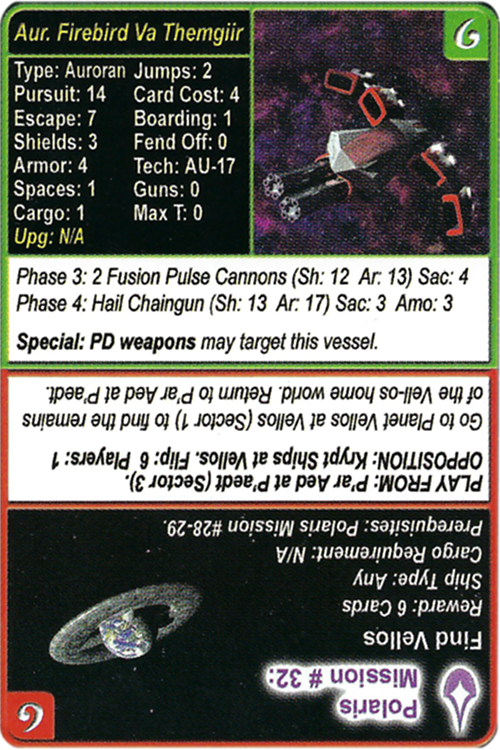 Aur. Firebird Va Themgiir
6
Type: Auroran Jumps: 2
Pursuit: 14 Card Cost: 4
Escape: 7 Boarding: 1
Shields: 3 Fend Off: 0
Armor: 4 Tech: AU-17
Spaces: 1 Guns: 0
Cargo: 1 Max T: 0
Upg: N/A
Phase 3: 2 Fusion Pulse Cannons (Sh: 12 Ar: 13) Sac: 4
Phase 4: Hail Chaingun (Sh: 13 Ar: 17) Sac: 3 Amo: 3
Special: PD weapons may target this vessel.
Polaris
Mission # 32:
6
Find Vellos
Reward: 6 Cards
Ship Type: Any
Cargo Requirement: N/A
Prerequisites: Polaris Mission #28-29.
PLAY FROM: P'ar Aed at P'aedt (Sector 3).
OPPOSITION: Krypt Ships at Vellos. Flip: 6 Players: 1
Go to Planet Vellos at Vellos (Sector 1) to find the remains
of the Vell-os home world. Return to P'ar Aed at P'aedt.